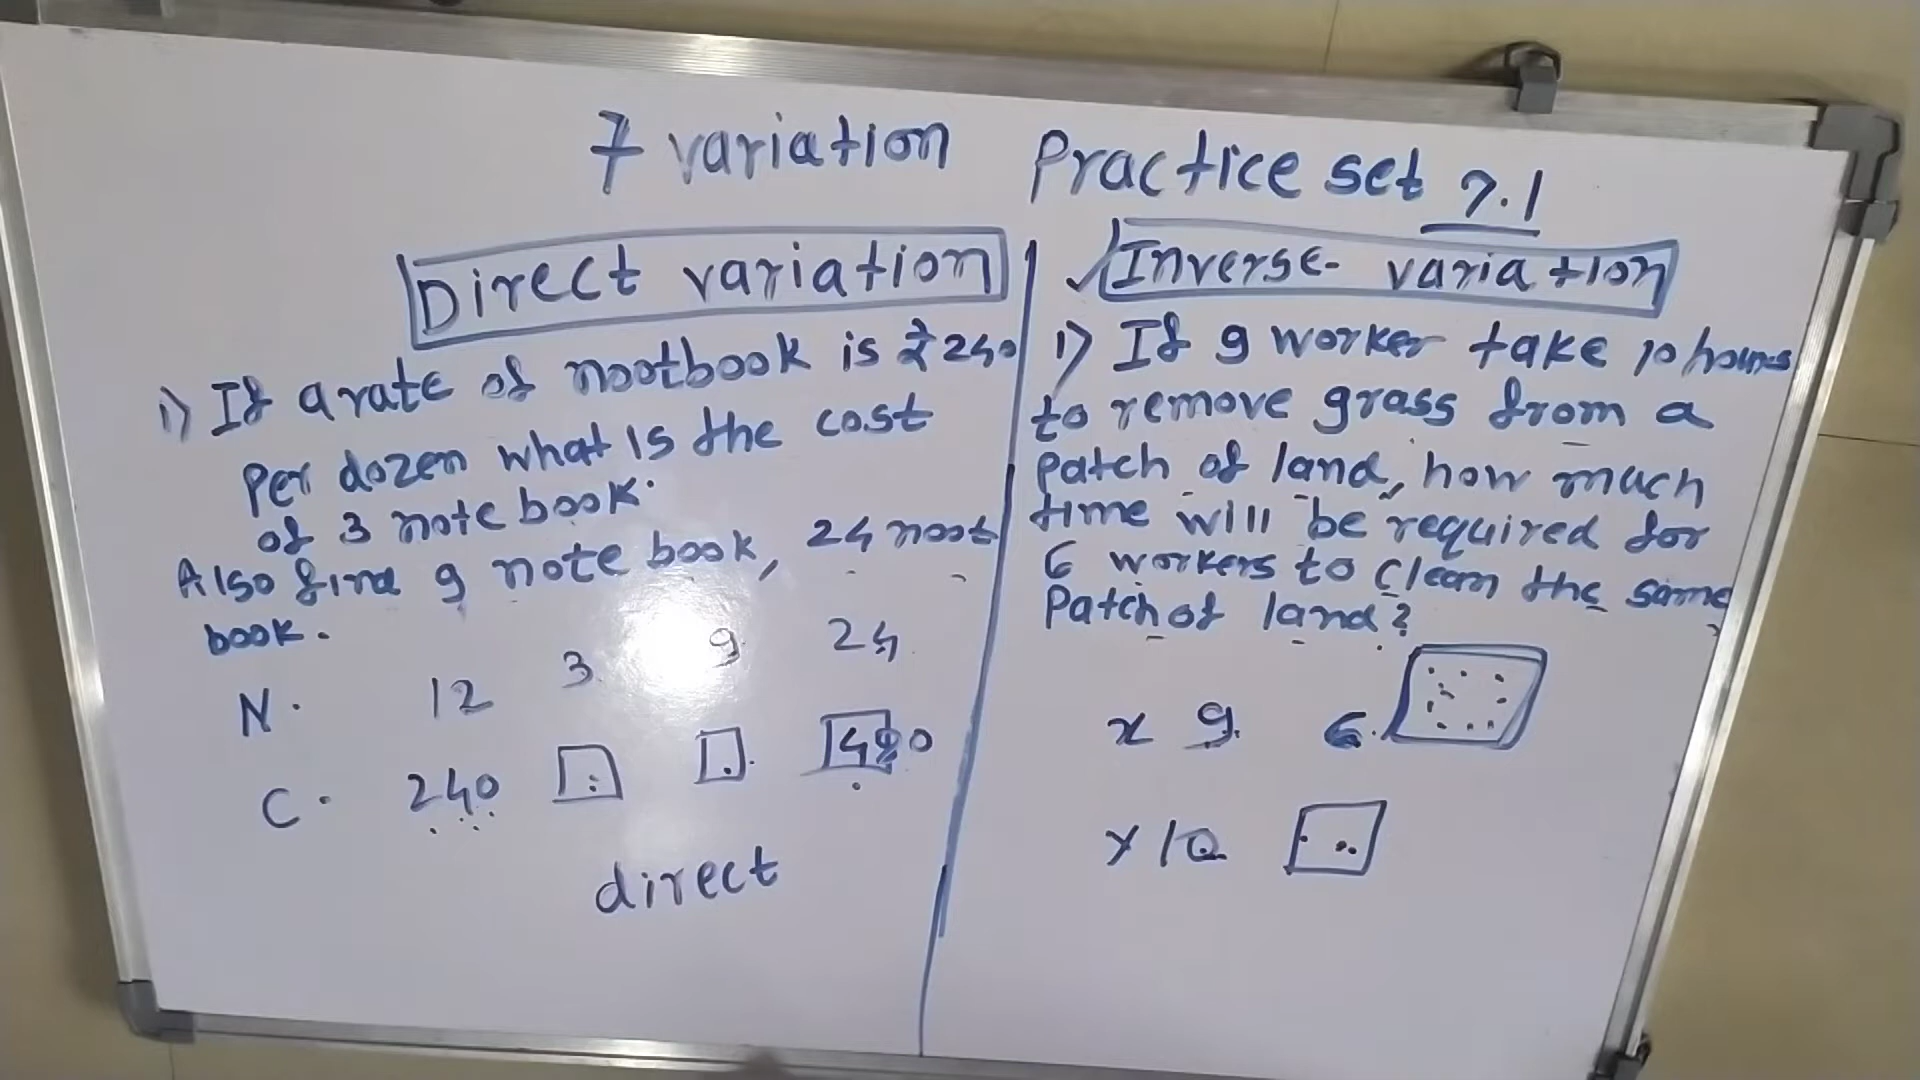 7 variation Practice set 7.1
Direct variation
1) If a rate of nootbook is ₹240
Per dozen what is the cost
of 3 note book.
Also find 9 note book, 24 noot
book.
N. 12 3 9 24
C. 240 480
direct
Inverse variation
1) If 9 worker take 10 hours
to remove grass from a
patch of land, how much
time will be required for
6 workers to clean the same
Patch of land?
x 9 6
y 10